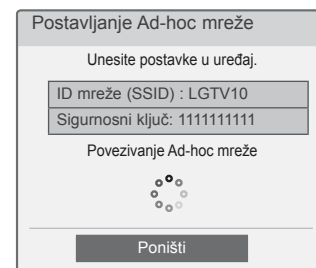 Postavljanje Ad-hoc mreže
Unesite postavke u uređaj.
ID mreže (SSID) : LGTV10
Sigurnosni ključ: 1111111111
Povezivanje Ad-hoc mreže
Poništi